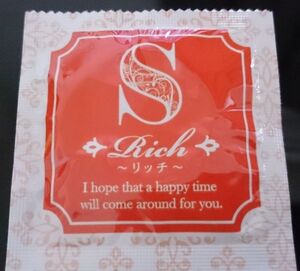 S
Rich
～リッチ～
I hope that a happy time
will come around for you.